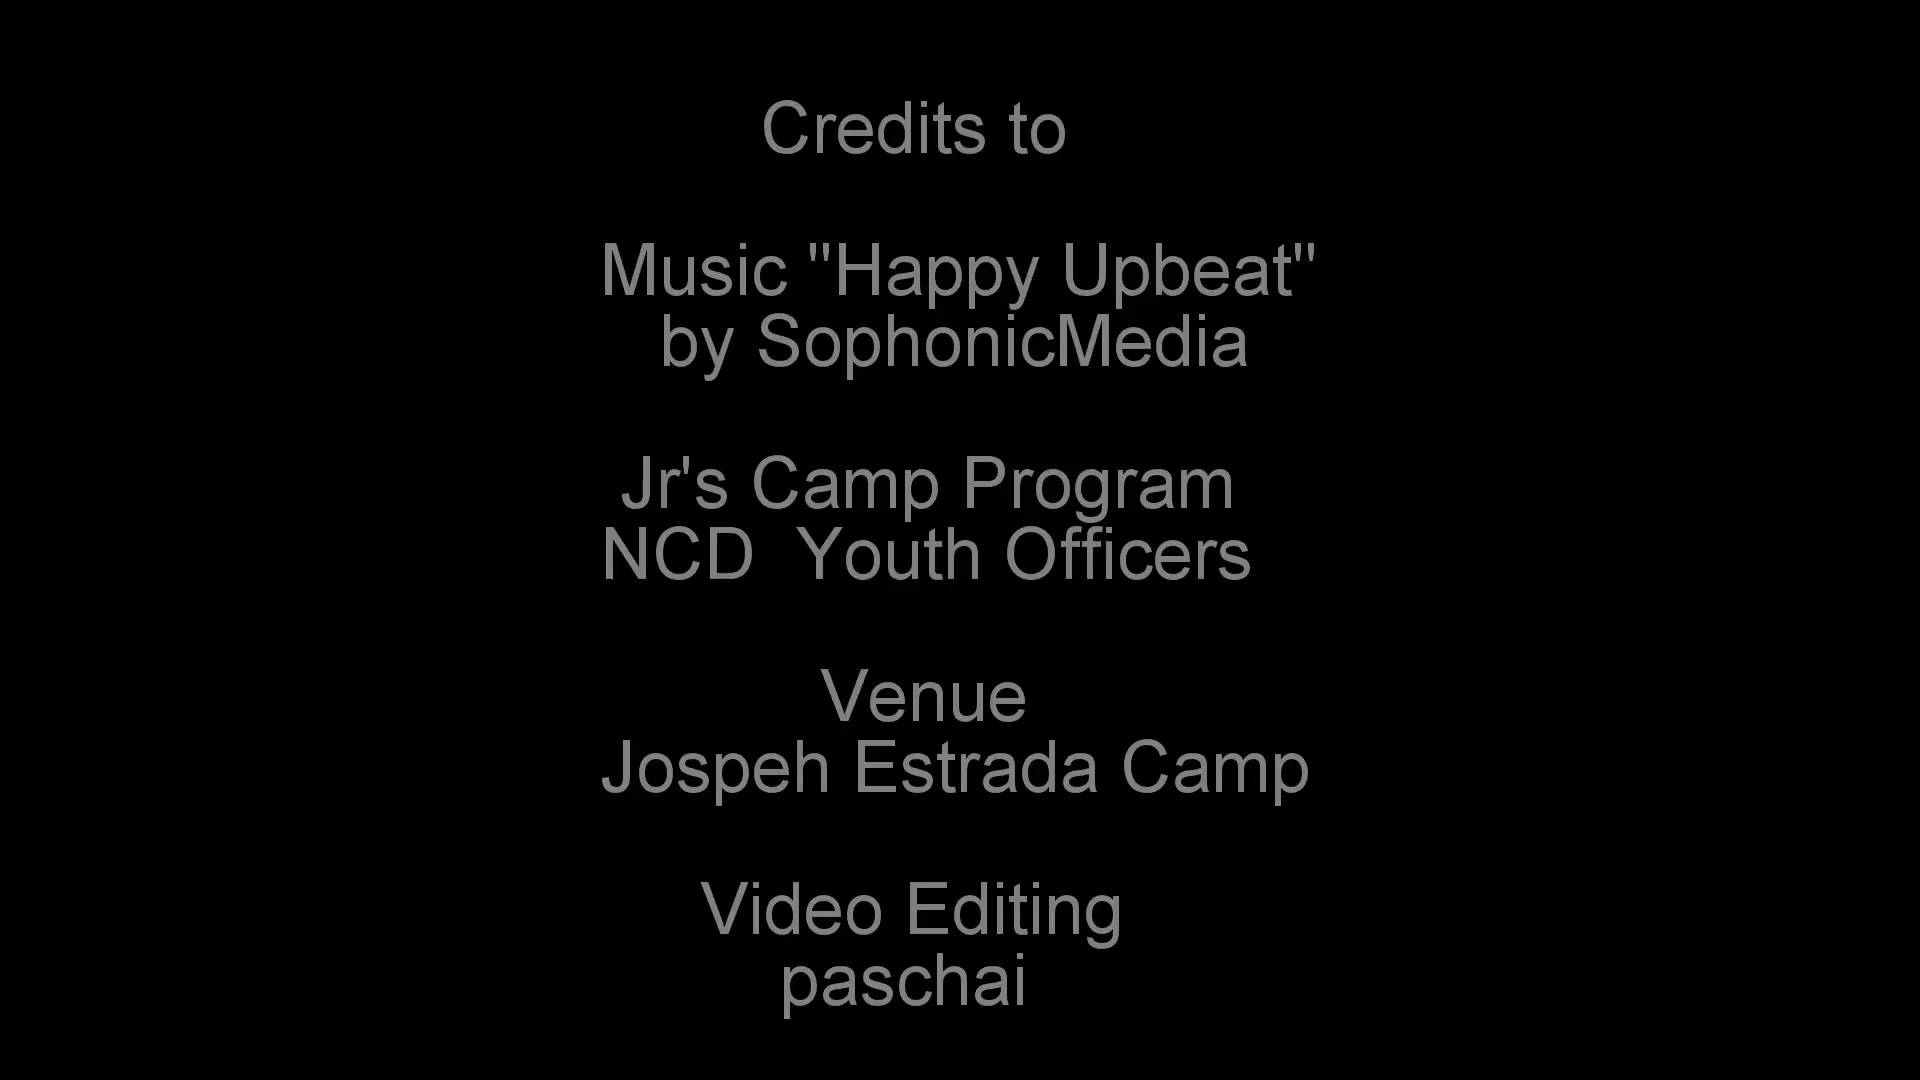 Credits to
Music "Happy Upbeat"
by SophonicMedia
Jr's Camp Program
NCD  Youth Officers
Venue
Jospeh Estrada Camp
Video Editing
paschai